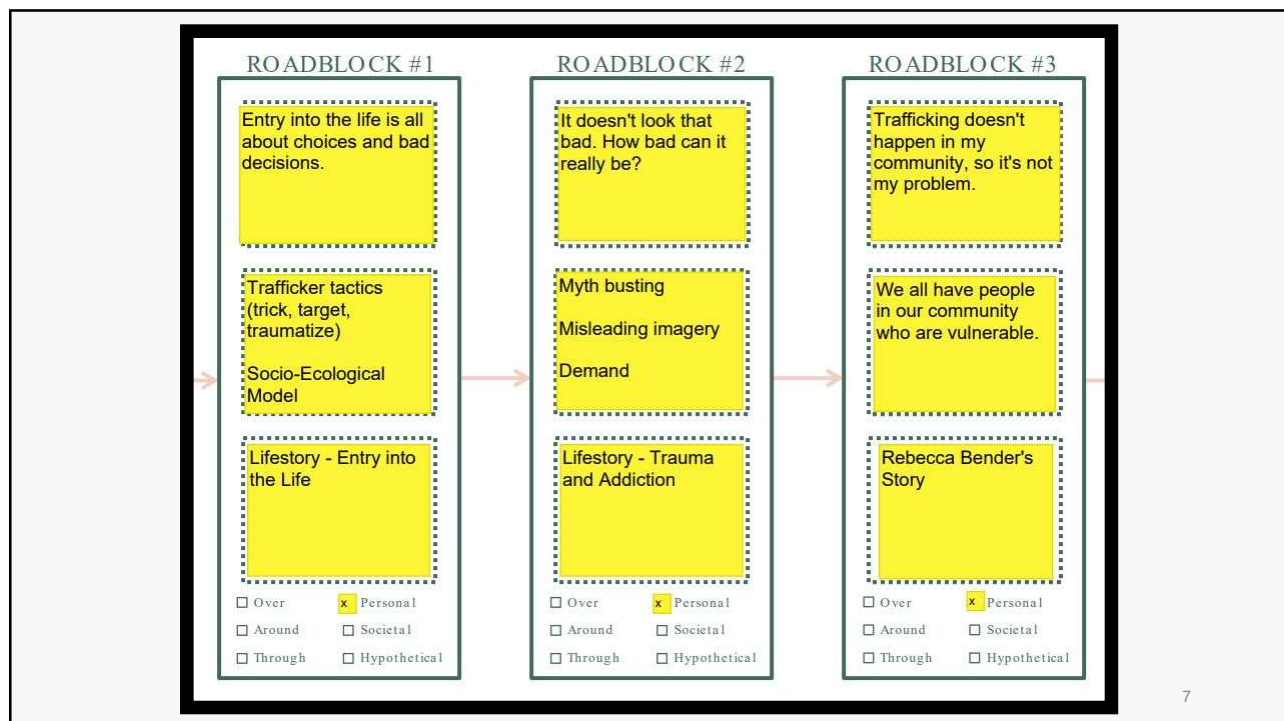 ROADBLOCK #1
Entry into the life is all
about choices and bad
decisions.
Trafficker tactics
(trick, target,
traumatize)
Socio-Ecological
Model
Lifestory - Entry into
the Life
Over
x Personal
Around
Societal
Through
Hypothetical
ROADBLOCK #2
It doesn't look that
bad. How bad can it
really be?
Myth busting
Misleading imagery
Demand
Lifestory - Trauma
and Addiction
Over
x Personal
Around
Societal
Through
Hypothetical
ROADBLOCK #3
Trafficking doesn't
happen in my
community, so it's not
my problem.
We all have people
in our community
who are vulnerable.
Rebecca Bender's
Story
Over
x Personal
Around
Societal
Through
Hypothetical
7